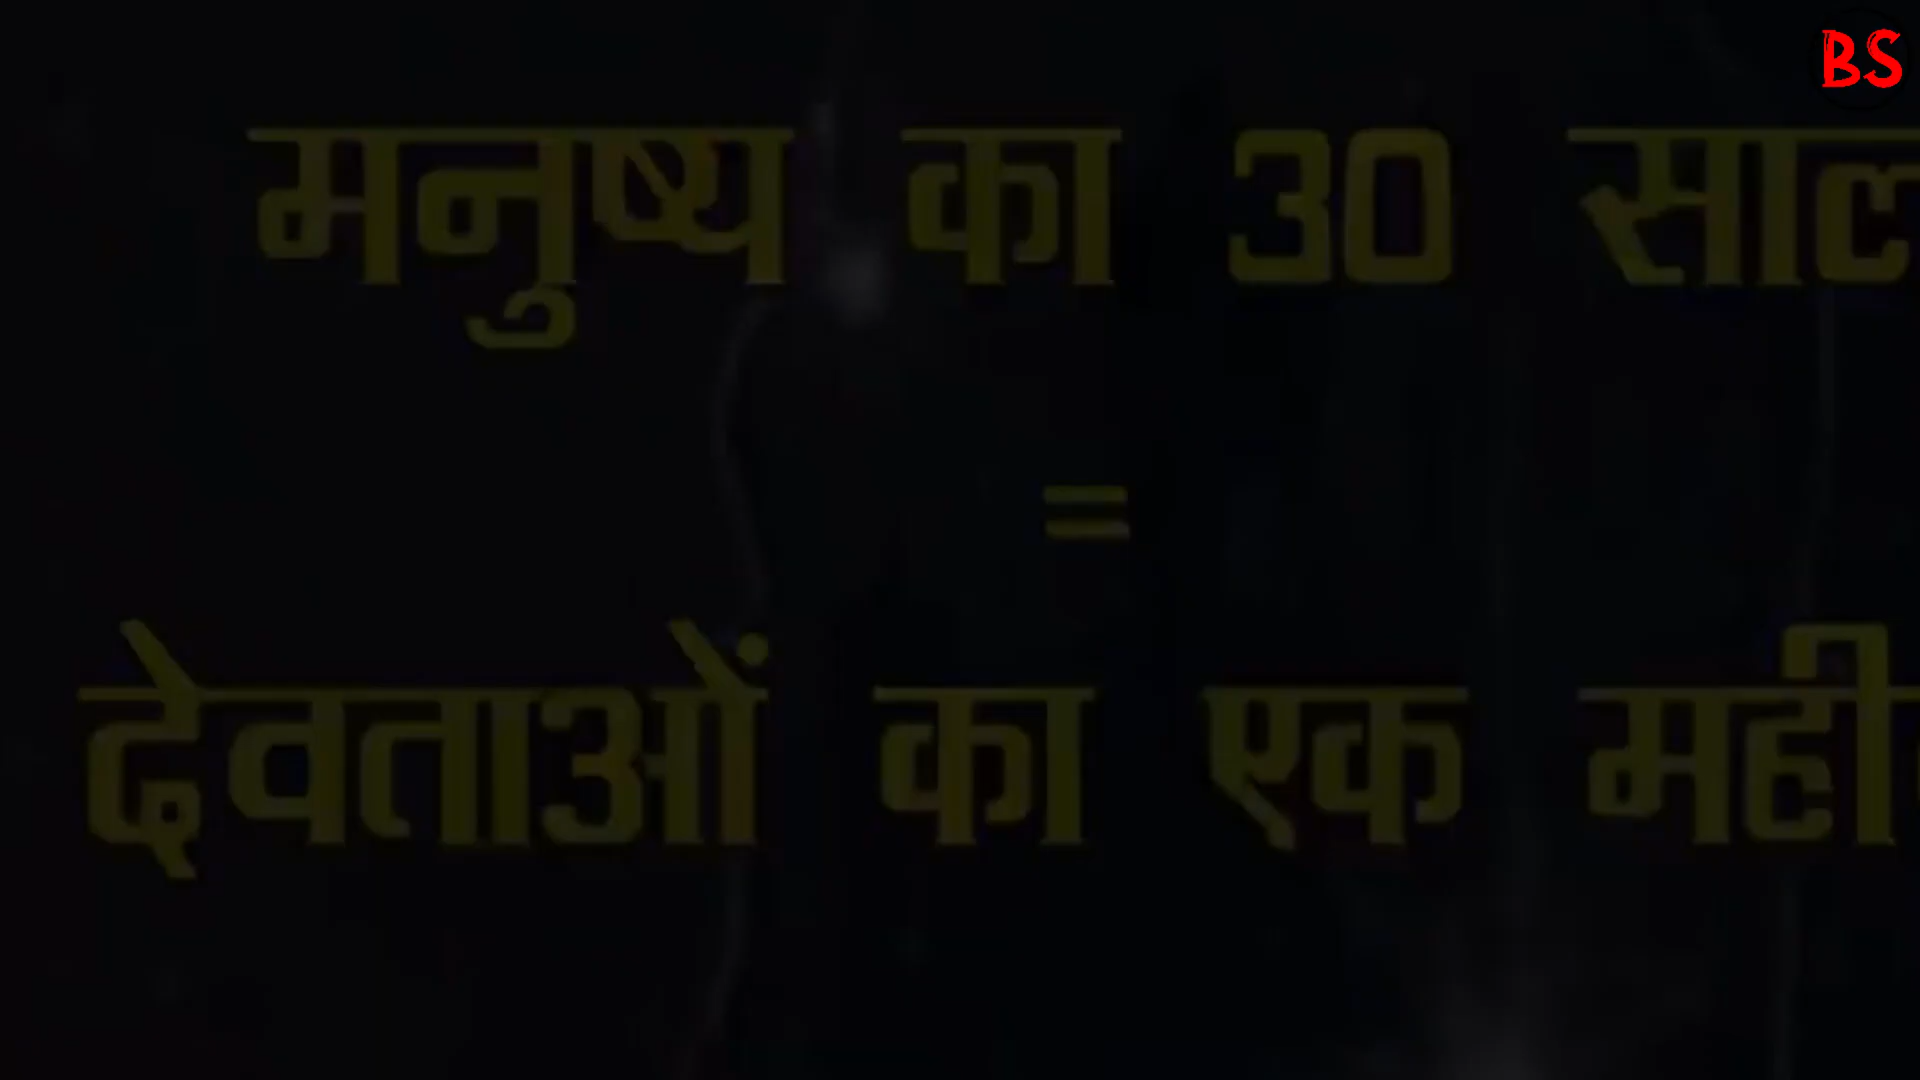 BS
मनुष्य का 30 साल
=
देवताओं का एक